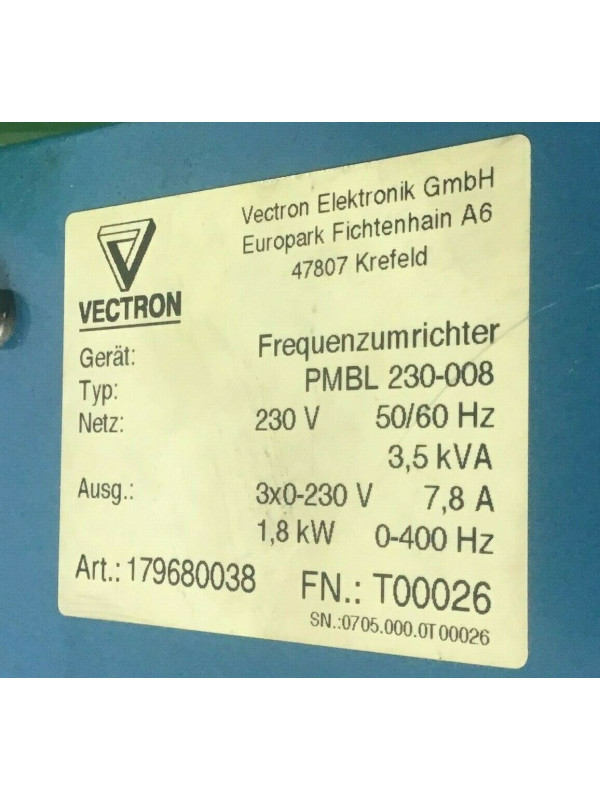 Vectron Elektronik GmbH
Europark Fichtenhain A6
47807 Krefeld
VECTRON
Gerät: Frequenzumrichter
Typ: PMBL 230-008
Netz: 230 V 50/60 Hz
3,5 kVA
Ausg.: 3x0-230 V 7,8 A
1,8 kW 0-400 Hz
Art.: 179680038 FN.: T00026
SN.:0705.000.0T00026